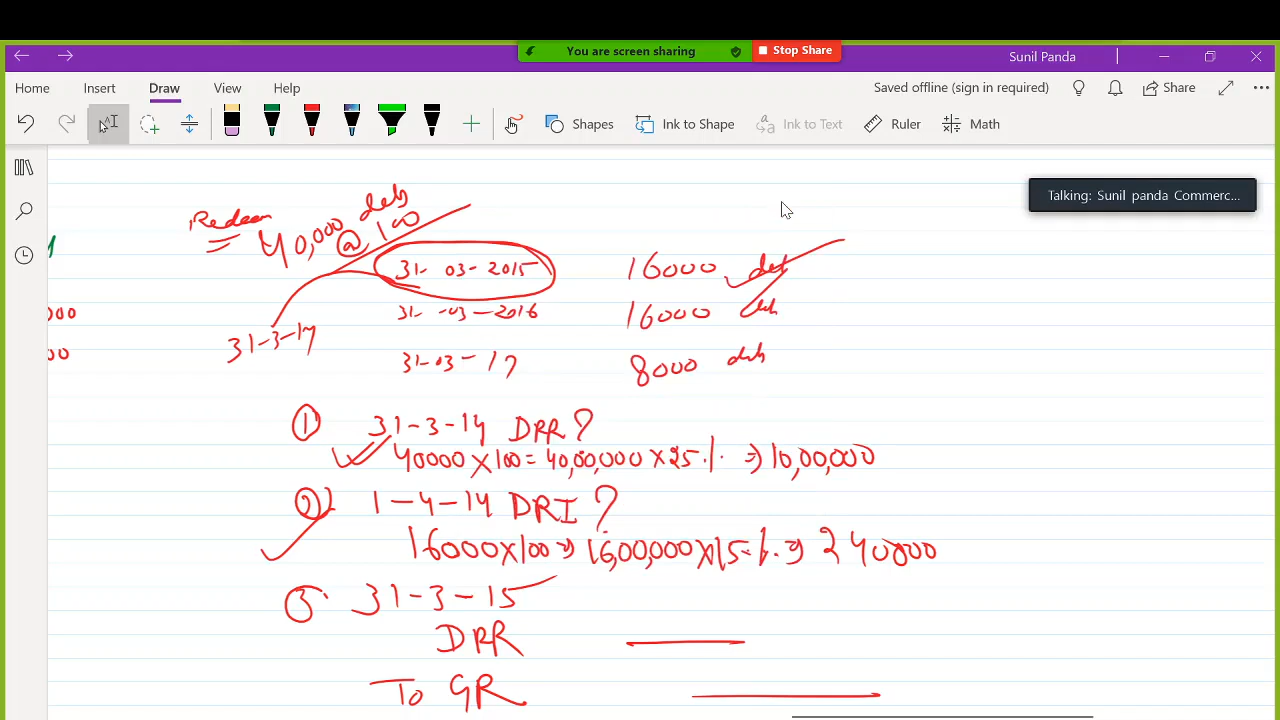 You are screen sharing Stop Share
Sunil Panda
Home Insert Draw View Help
Saved offline (sign in required) Share
Shapes Ink to Shape Ink to Text Ruler Math
Talking: Sunil panda Commerc...
Redeem 40,000 debs
@ 100
31-03-2015 16000 deb
000 31-03-2016 16000 deb
31-3-17
00 31-03-17 8000 deb
① 31-3-14 DRR?
40000 X 100 = 40,00,000 X 25%. ⇒ 10,00,000
② 1-4-14 DRI?
16000 X 100 ⇒ 16,00,000 X 15%. ⇒ 240000
③ 31-3-15
DRR
To GR